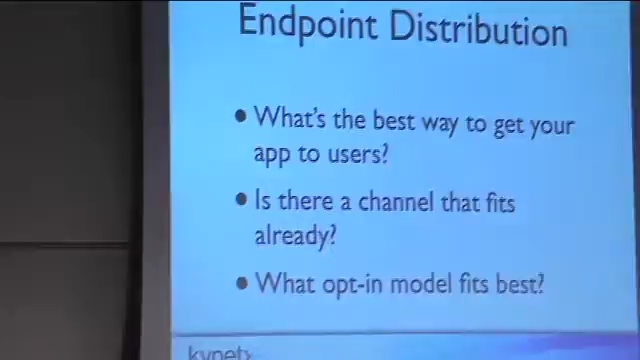 Endpoint Distribution
• What's the best way to get your
app to users?
• Is there a channel that fits
already?
• What opt-in model fits best?
kynetx